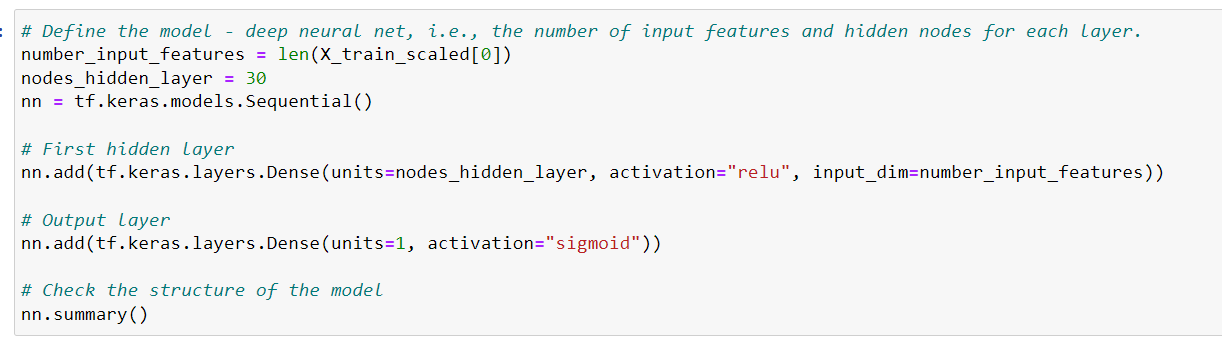 # Define the model - deep neural net, i.e., the number of input features and hidden nodes for each layer.
number_input_features = len(X_train_scaled[0])
nodes_hidden_layer = 30
nn = tf.keras.models.Sequential()
# First hidden layer
nn.add(tf.keras.layers.Dense(units=nodes_hidden_layer, activation="relu", input_dim=number_input_features))
# Output layer
nn.add(tf.keras.layers.Dense(units=1, activation="sigmoid"))
# Check the structure of the model
nn.summary()